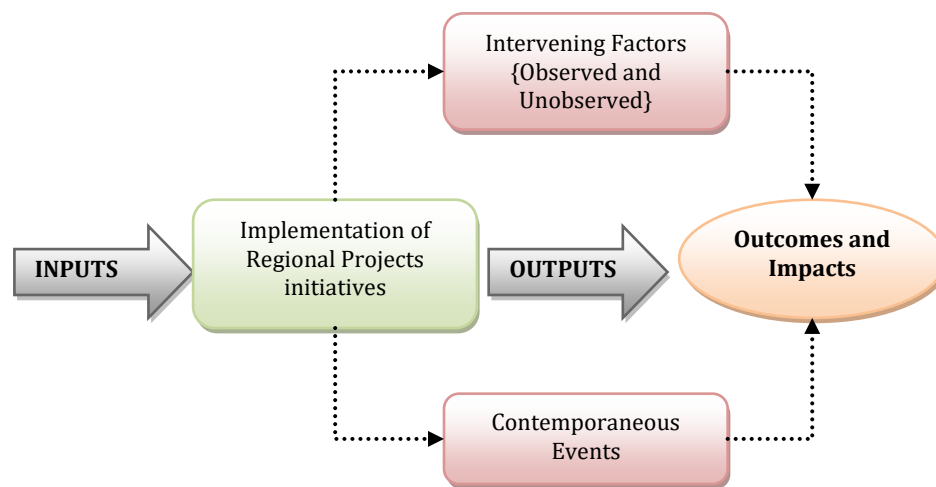 Intervening Factors
{Observed and
Unobserved}
INPUTS
Implementation of
Regional Projects
initiatives
OUTPUTS
Outcomes and
Impacts
Contemporaneous
Events